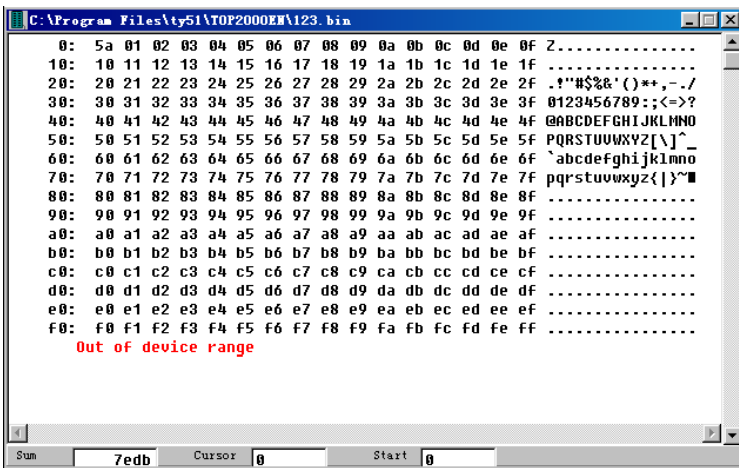 C:\Program Files\ty51\TOP2000EN\123.bin
0: 5a 01 02 03 04 05 06 07 08 09 0a 0b 0c 0d 0e 0f Z...............
10: 10 11 12 13 14 15 16 17 18 19 1a 1b 1c 1d 1e 1f ................
20: 20 21 22 23 24 25 26 27 28 29 2a 2b 2c 2d 2e 2f .!"#$%&'()*+,-./
30: 30 31 32 33 34 35 36 37 38 39 3a 3b 3c 3d 3e 3f 0123456789:;<=>?
40: 40 41 42 43 44 45 46 47 48 49 4a 4b 4c 4d 4e 4f @ABCDEFGHIJKLMNO
50: 50 51 52 53 54 55 56 57 58 59 5a 5b 5c 5d 5e 5f PQRSTUVWXYZ[\]^_
60: 60 61 62 63 64 65 66 67 68 69 6a 6b 6c 6d 6e 6f `abcdefghijklmno
70: 70 71 72 73 74 75 76 77 78 79 7a 7b 7c 7d 7e 7f pqrstuvwxyz{|}~■
80: 80 81 82 83 84 85 86 87 88 89 8a 8b 8c 8d 8e 8f ................
90: 90 91 92 93 94 95 96 97 98 99 9a 9b 9c 9d 9e 9f ................
a0: a0 a1 a2 a3 a4 a5 a6 a7 a8 a9 aa ab ac ad ae af ................
b0: b0 b1 b2 b3 b4 b5 b6 b7 b8 b9 ba bb bc bd be bf ................
c0: c0 c1 c2 c3 c4 c5 c6 c7 c8 c9 ca cb cc cd ce cf ................
d0: d0 d1 d2 d3 d4 d5 d6 d7 d8 d9 da db dc dd de df ................
e0: e0 e1 e2 e3 e4 e5 e6 e7 e8 e9 ea eb ec ed ee ef ................
f0: f0 f1 f2 f3 f4 f5 f6 f7 f8 f9 fa fb fc fd fe ff ................
Out of device range
Sum 7edb Cursor 0 Start 0